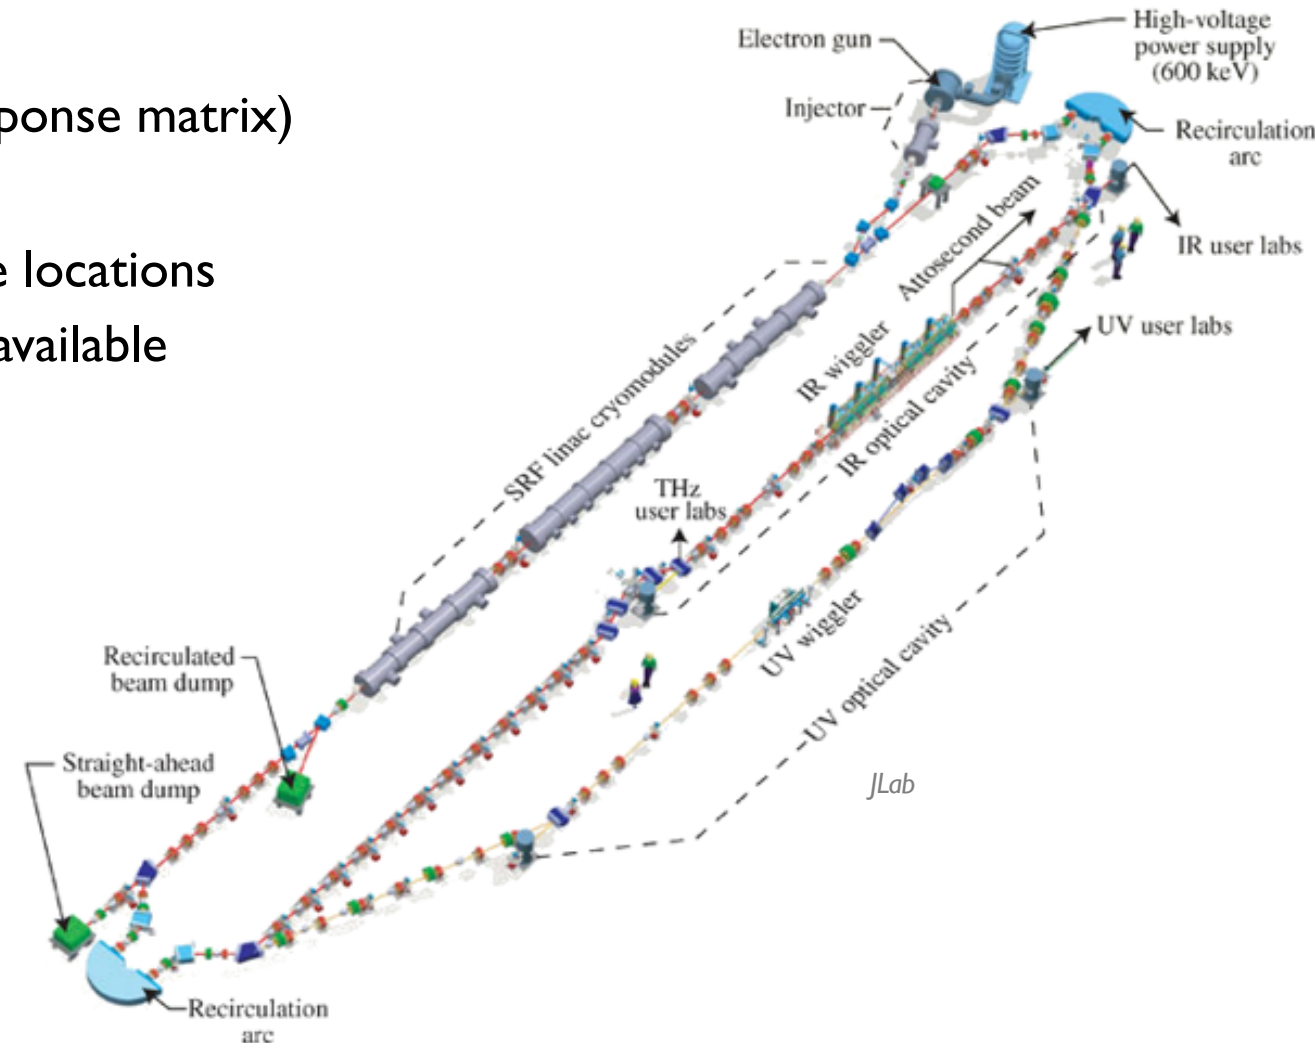 ponse matrix)
e locations
available
Electron gun
High-voltage
power supply
(600 keV)
Injector
Recirculation
arc
Attosecond beam
IR user labs
UV user labs
IR wiggler
IR optical cavity
SRF linac cryomodules
THz
user labs
UV wiggler
UV optical cavity
Recirculated
beam dump
Straight-ahead
beam dump
JLab
Recirculation
arc